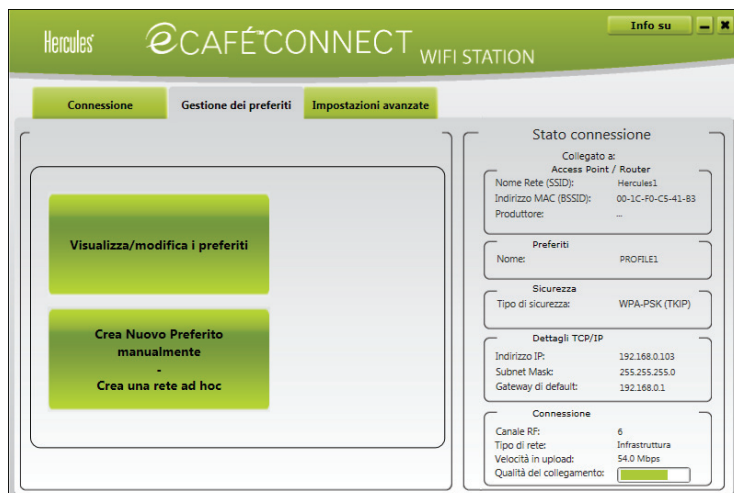 Hercules
eCAFÉ™CONNECT WIFI STATION
Info su
Connessione
Gestione dei preferiti
Impostazioni avanzate
Visualizza/modifica i preferiti
Crea Nuovo Preferito
manualmente
-
Crea una rete ad hoc
Stato connessione
Collegato a:
Access Point / Router
Nome Rete (SSID): Hercules1
Indirizzo MAC (BSSID): 00-1C-F0-C5-41-B3
Produttore: ...
Preferiti
Nome: PROFILE1
Sicurezza
Tipo di sicurezza: WPA-PSK (TKIP)
Dettagli TCP/IP
Indirizzo IP: 192.168.0.103
Subnet Mask: 255.255.255.0
Gateway di default: 192.168.0.1
Connessione
Canale RF: 6
Tipo di rete: Infrastruttura
Velocità in upload: 54.0 Mbps
Qualità del collegamento: